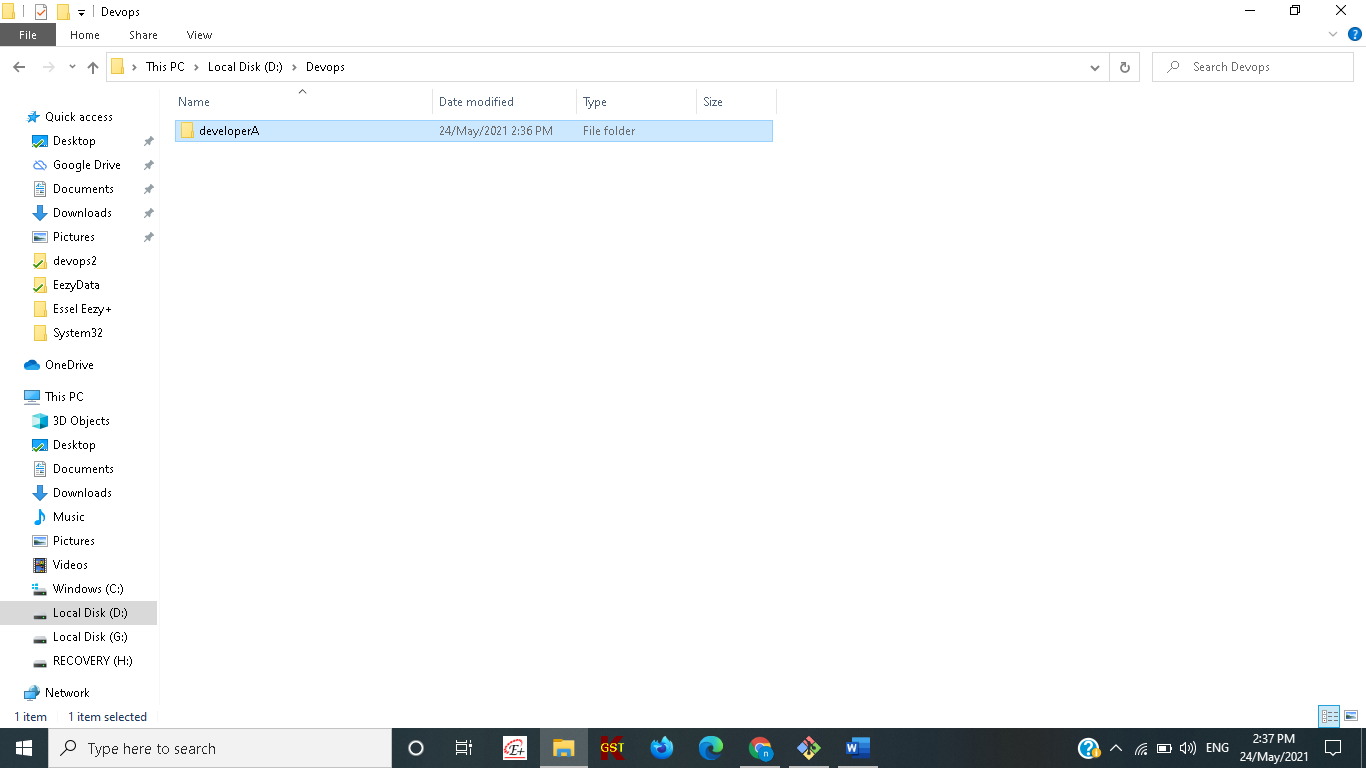 Devops
File Home Share View
This PC Local Disk (D:) Devops
Search Devops
Name Date modified Type Size
developerA 24/May/2021 2:36 PM File folder
Quick access
Desktop
Google Drive
Documents
Downloads
Pictures
devops2
EezyData
Essel Eezy+
System32
OneDrive
This PC
3D Objects
Desktop
Documents
Downloads
Music
Pictures
Videos
Windows (C:)
Local Disk (D:)
Local Disk (G:)
RECOVERY (H:)
Network
1 item 1 item selected
Type here to search
E+
GST
n
W
ENG
2:37 PM
24/May/2021